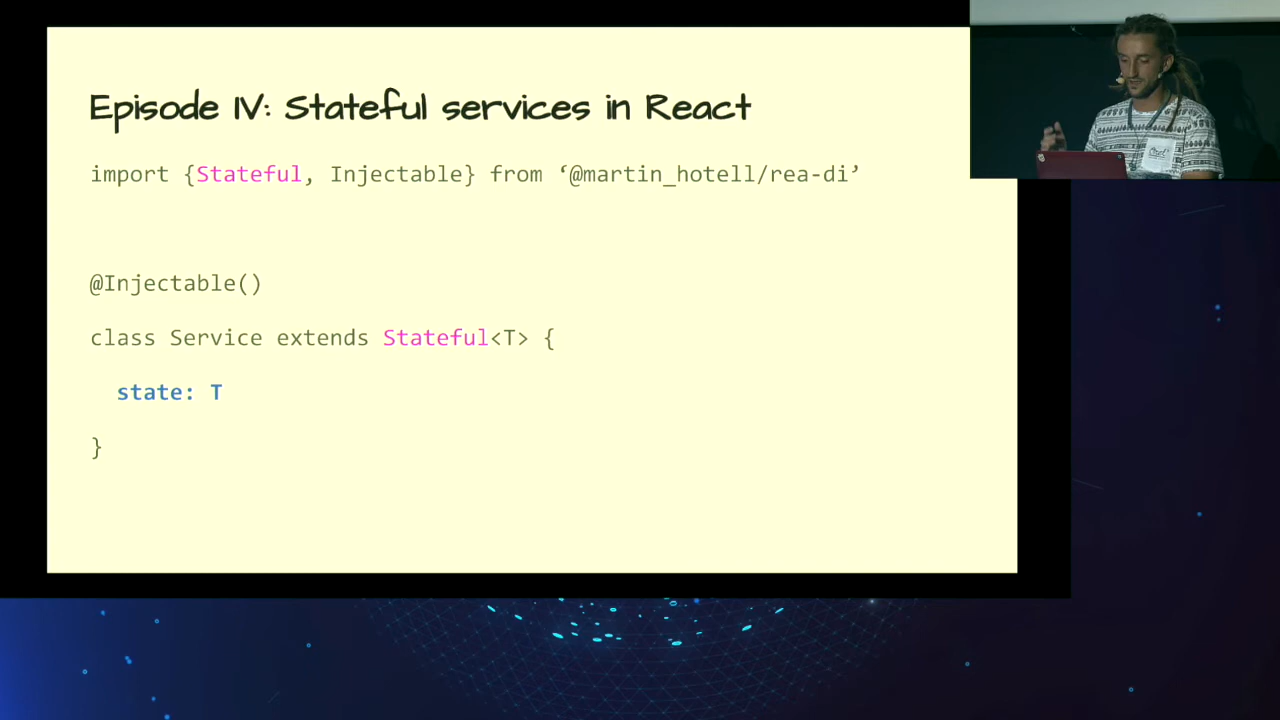 Episode IV: Stateful services in React
import {Stateful, Injectable} from ‘@martin_hotell/rea-di’
@Injectable()
class Service extends Stateful<T> {
state: T
}